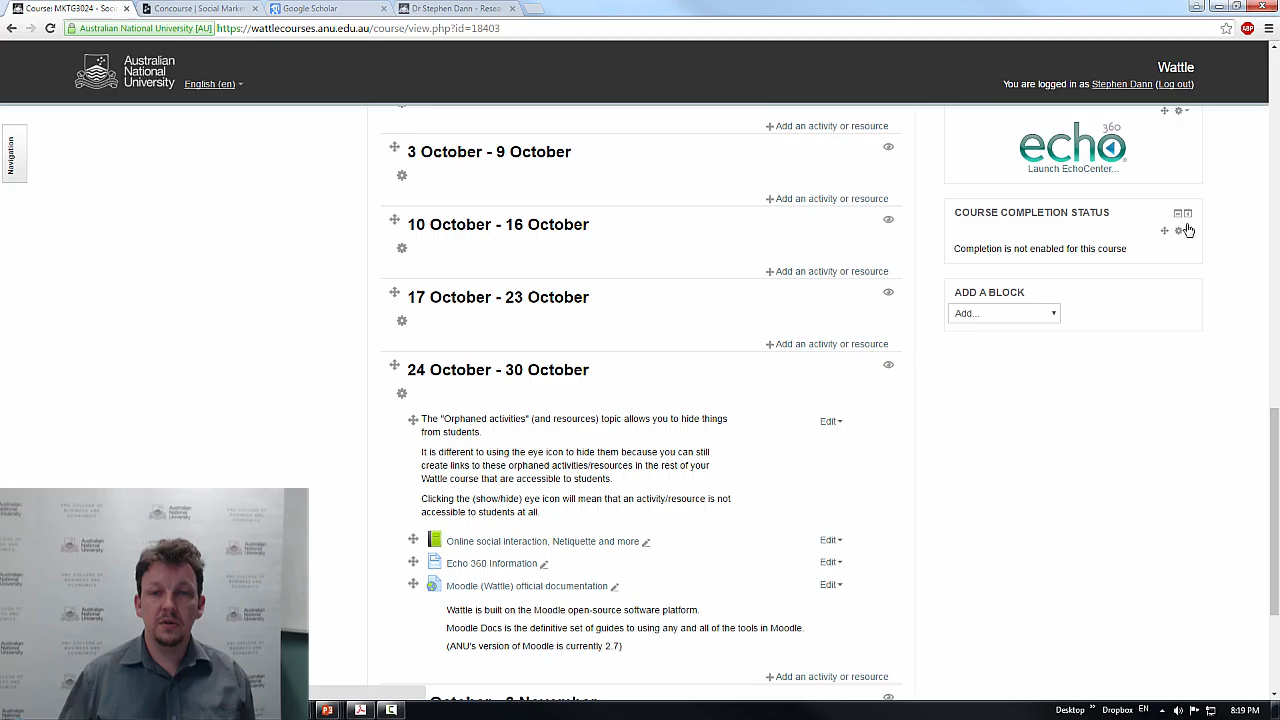 Course: MKTG3024 - Soci
Concourse | Social Market
Google Scholar
Dr Stephen Dann - Resea
Australian National University [AU]
https://wattlecourses.anu.edu.au/course/view.php?id=18403
ABP
Australian
National
University
English (en)
Wattle
You are logged in as Stephen Dann (Log out)
Navigation
Add an activity or resource
3 October - 9 October
Add an activity or resource
10 October - 16 October
Add an activity or resource
17 October - 23 October
Add an activity or resource
24 October - 30 October
The "Orphaned activities" (and resources) topic allows you to hide things
from students.
It is different to using the eye icon to hide them because you can still
create links to these orphaned activities/resources in the rest of your
Wattle course that are accessible to students.
Clicking the (show/hide) eye icon will mean that an activity/resource is not
accessible to students at all.
Edit
Online social interaction, Netiquette and more
Edit
Echo 360 Information
Edit
Moodle (Wattle) official documentation
Edit
Wattle is built on the Moodle open-source software platform.
Moodle Docs is the definitive set of guides to using any and all of the tools in Moodle.
(ANU's version of Moodle is currently 2.7)
Add an activity or resource
echo 360
Launch EchoCenter...
COURSE COMPLETION STATUS
Completion is not enabled for this course
ADD A BLOCK
Add...
Desktop
Dropbox
EN
8:19 PM